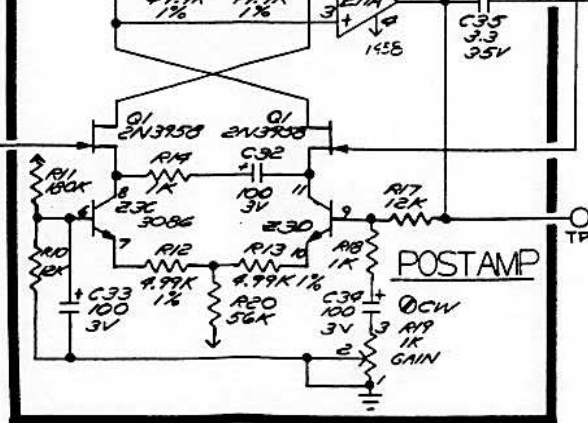 1%
1%
3
+
1458
C35
3.3
35V
Q1
2N3958
Q1
2N3958
R14
1K
+
C32
100
3V
R11
180K
8
11
R17
12K
6
Z3C
3086
Z3D
9
7
10
TP
R10
12K
R12
4.99K
1%
R13
4.99K 1%
R18
1K
POSTAMP
+
C33
100
3V
R20
56K
+
C34
100
3V
CW
R19
1K
GAIN
3
2
1